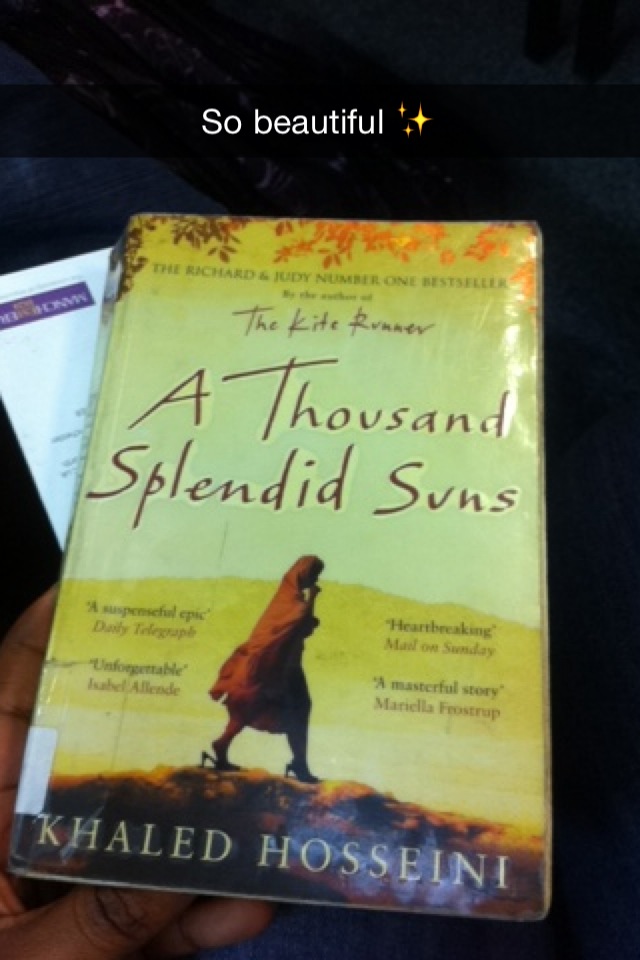 So beautiful ✨
THE RICHARD & JUDY NUMBER ONE BESTSELLER
By the author of
The Kite Runner
A Thousand
Splendid Suns
'A suspenseful epic'
Daily Telegraph
"Heartbreaking"
Mail on Sunday
"Unforgettable"
Isabel Allende
"A masterful story"
Mariella Frostrup
KHALED HOSSEINI